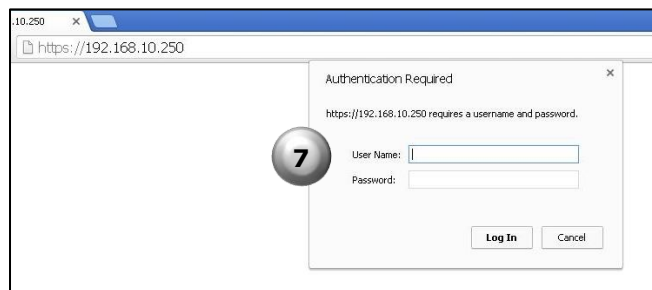 .10.250
https://192.168.10.250
Authentication Required
https://192.168.10.250 requires a username and password.
7
User Name:
Password:
Log In
Cancel